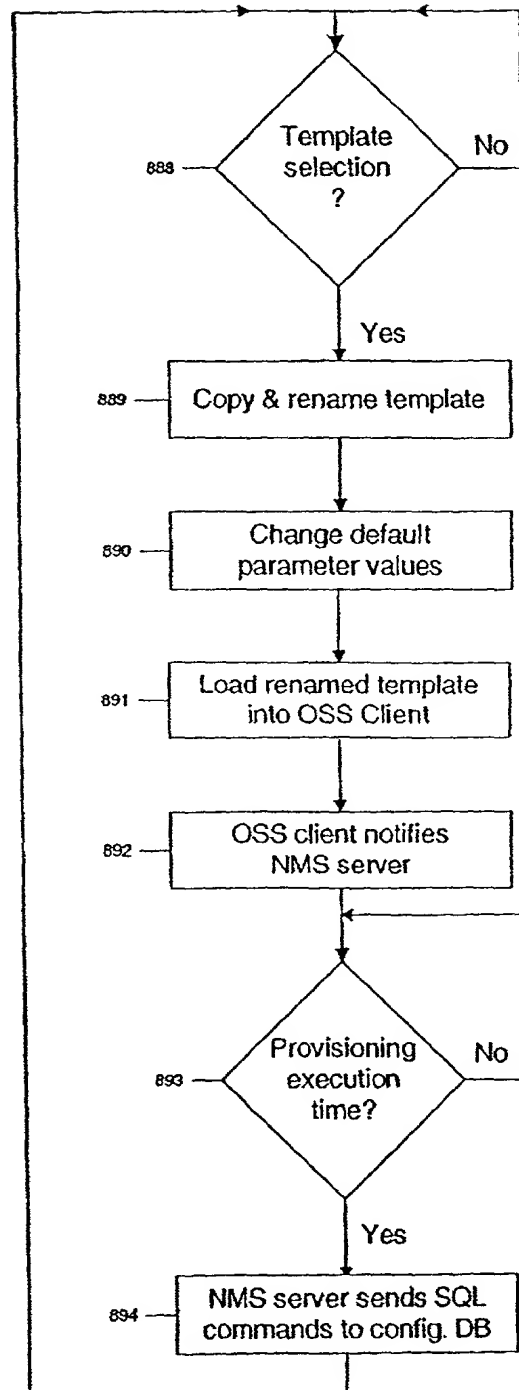 Template
selection
?
888
No
Yes
889
Copy & rename template
890
Change default
parameter values
891
Load renamed template
into OSS Client
892
OSS client notifies
NMS server
Provisioning
execution
time?
893
No
Yes
894
NMS server sends SQL
commands to config. DB